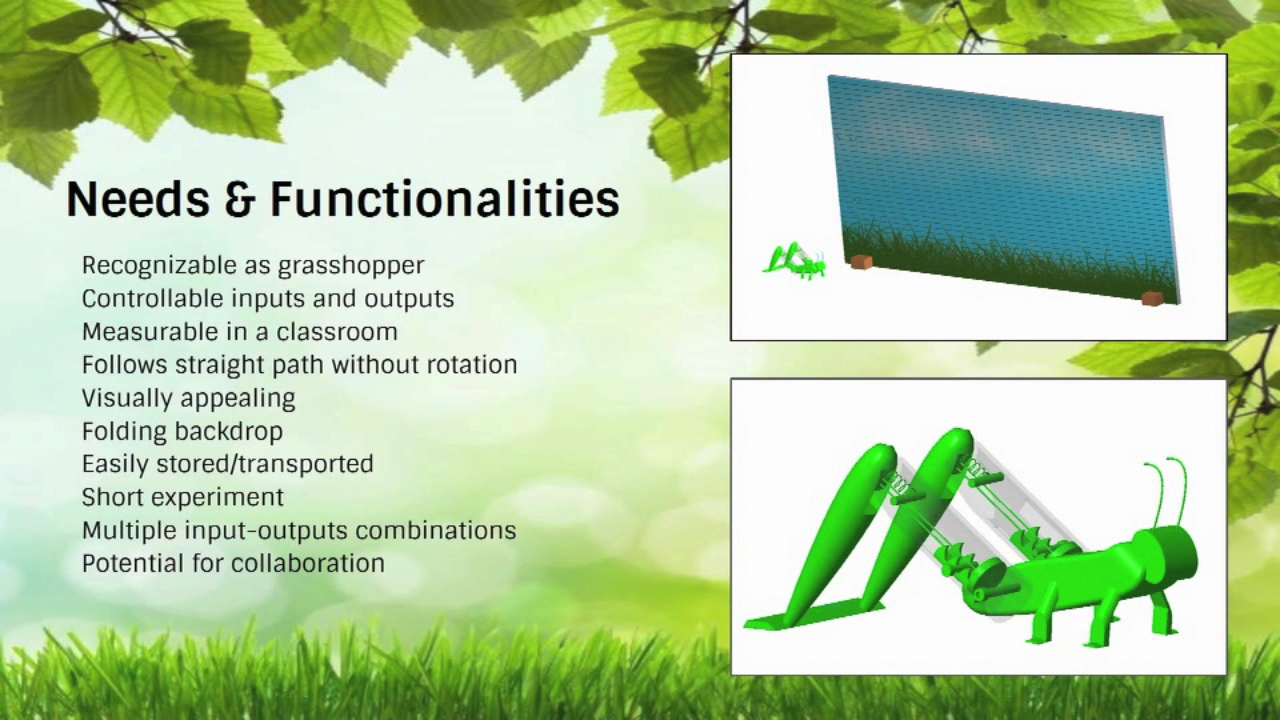 Needs & Functionalities
Recognizable as grasshopper
Controllable inputs and outputs
Measurable in a classroom
Follows straight path without rotation
Visually appealing
Folding backdrop
Easily stored/transported
Short experiment
Multiple input-outputs combinations
Potential for collaboration